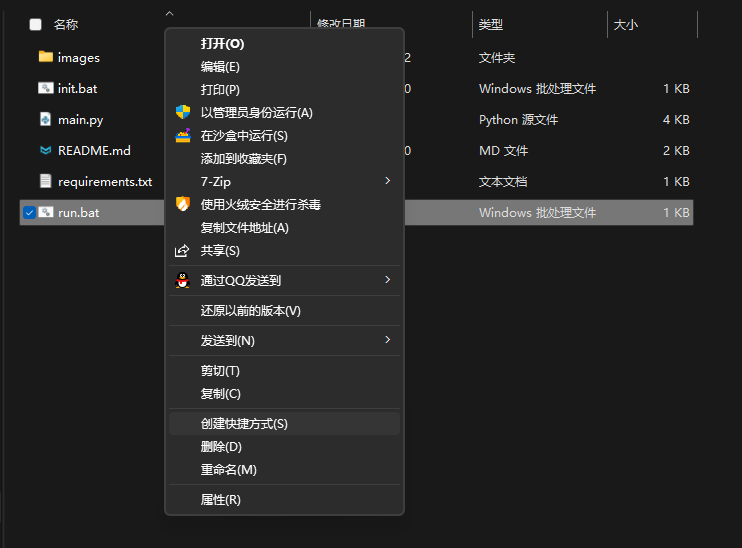 名称 修改日期 类型 大小
images 2 文件夹
init.bat 0 Windows 批处理文件 1 KB
main.py Python 源文件 4 KB
README.md 0 MD 文件 2 KB
requirements.txt 文本文档 1 KB
run.bat Windows 批处理文件 1 KB
打开(O)
编辑(E)
打印(P)
以管理员身份运行(A)
在沙盒中运行(S)
添加到收藏夹(F)
7-Zip
使用火绒安全进行杀毒
复制文件地址(A)
共享(S)
通过QQ发送到
还原以前的版本(V)
发送到(N)
剪切(T)
复制(C)
创建快捷方式(S)
删除(D)
重命名(M)
属性(R)